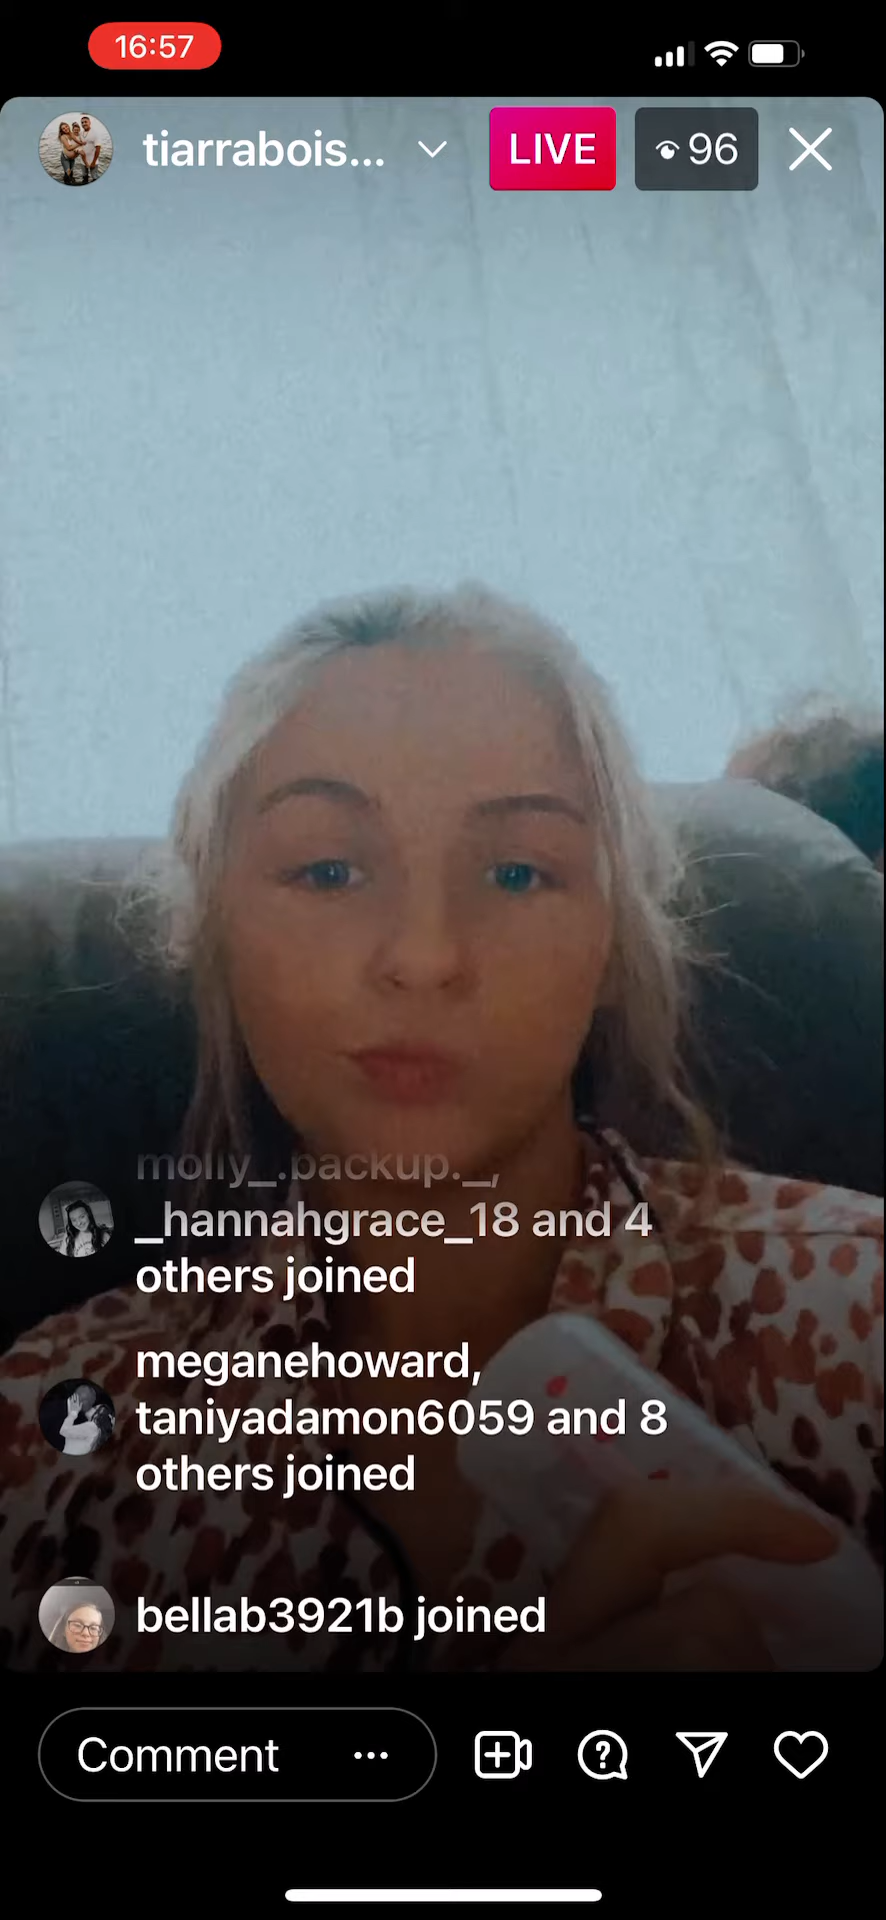 16:57
tiarrabois...
LIVE
96
molly_.backup._,
_hannahgrace_18 and 4
others joined
meganehoward,
taniyadamon6059 and 8
others joined
bellab3921b joined
Comment